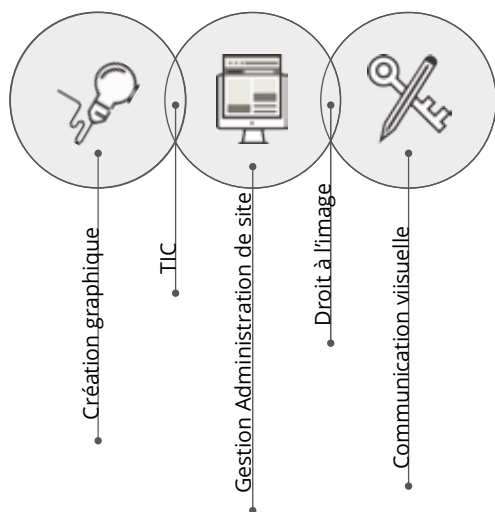 Création graphique
TIC
Gestion Administration de site
Droit à l'image
Communication viisuelle